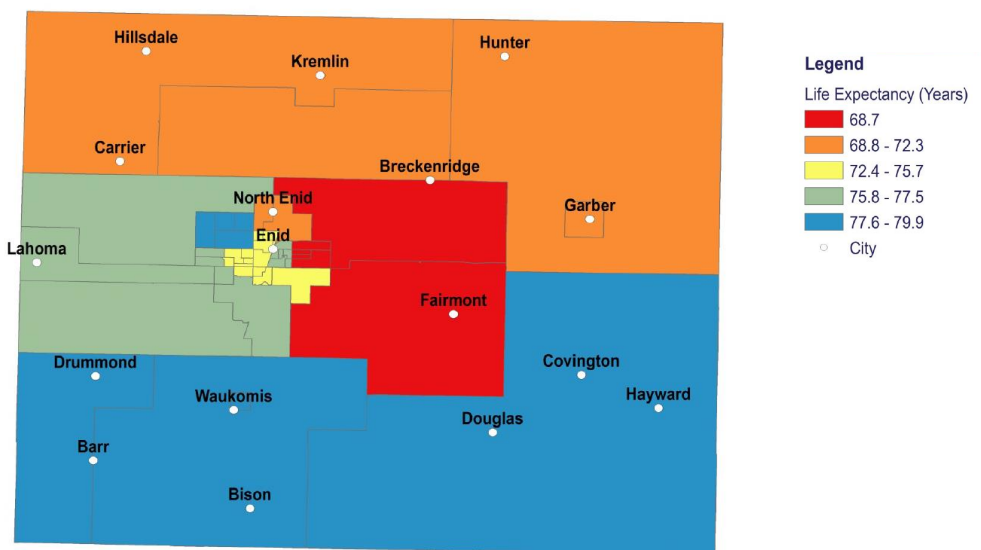 Hillsdale
Hunter
Kremlin
Carrier
Breckenridge
North Enid
Garber
Enid
Lahoma
Fairmont
Drummond
Covington
Waukomis
Hayward
Douglas
Barr
Bison
Legend
Life Expectancy (Years)
68.7
68.8 - 72.3
72.4 - 75.7
75.8 - 77.5
77.6 - 79.9
City